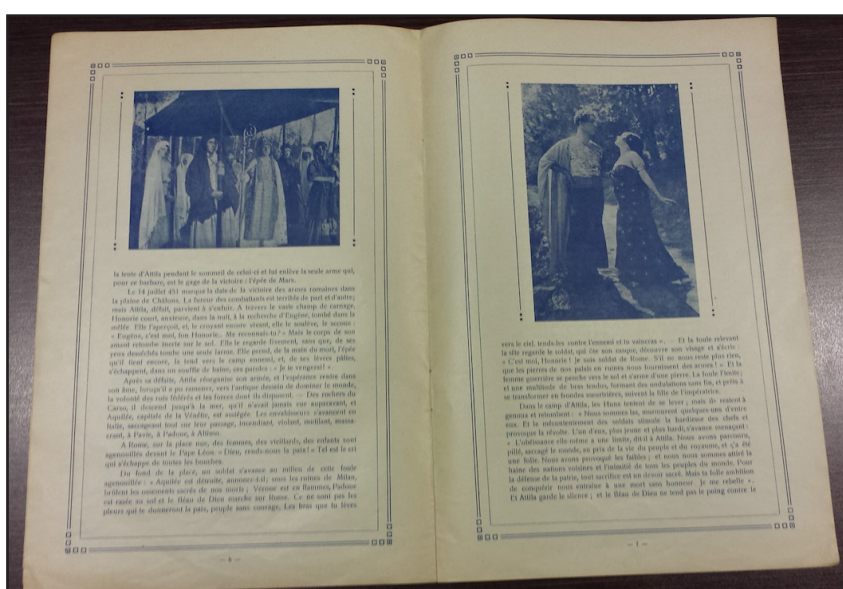 la tente d'Attila pendant le sommeil de celui-ci et lui enlève la seule arme qui,
pour ce barbare, est le gage de la victoire : l'épée de Mars.
Le 14 juillet 451 marque la date de la victoire des armes romaines dans
la plaine de Châlons. La fureur des combattants est terrible de part et d'autre;
mais Attila, défait, parvient à s'enfuir. A travers le vaste champ de carnage,
Honorie court, anxieuse, dans la nuit, à la recherche d'Eugène, tombé dans la
mêlée. Elle l'aperçoit, et, le croyant encore vivant, elle le soulève, le secoue :
« Eugène, c'est moi, ton Honorie... Me reconnais-tu ? » Mais le corps de son
amant retombe inerte sur le sol. Elle le regarde fixement, sans que, de ses
yeux desséchés tombe une seule larme. Elle prend, de la main du mort, l'épée
qu'il tient encore, la tend vers le camp ennemi, et, de ses lèvres pâles,
s'échappent, dans un souffle de haine, ces paroles : « Je te vengerai! »
Après sa défaite, Attila réorganise son armée, et l'espérance rentre dans
son âme, lorsqu'il a pu ramener, vers l'antique dessein de dominer le monde,
la volonté des rois fédérés et les forces dont ils disposent. — Des rochers du
Carso, il descend jusqu'à la mer, qu'il n'avait jamais vue auparavant, et
Aquilée, capitale de la Vénétie, est assiégée. Les envahisseurs s'avancent en
Italie, saccageant tout sur leur passage, incendiant, violant, mutilant, massa-
crant, à Pavie, à Padoue, à Altino.
A Rome, sur la place nue, des femmes, des vieillards, des enfants sont
agenouillés devant le Pape Léon. « Dieu, rends-nous la paix! » Tel est le cri
qui s'échappe de toutes les bouches.
Du fond de la place, un soldat s'avance au milieu de cette foule
agenouillée : « Aquilée est détruite, annonce-t-il; sous les ruines de Milan,
brûlent les ossements sacrés de nos morts ; Vérone est en flammes, Padoue
est rasée au sol et le fléau de Dieu marche sur Rome. Ce ne sont pas les
pleurs qui te donneront la paix, peuple sans courage. Les bras que tu lèves
— 6 —
vers le ciel, tends-les contre l'ennemi et tu vaincras ». — Et la foule relevant
la tête regarde le soldat, qui ôte son casque, découvre son visage et s'écrie :
« C'est moi, Honorie ! Je suis soldat de Rome. S'il ne nous reste plus rien,
que les pierres de nos palais en ruines nous fournissent des armes ! » Et la
femme guerrière se penche vers le sol et s'arme d'une pierre. La foule l'imite;
et une multitude de bras tendus, formant des ondulations sans fin, et prêts à
se transformer en frondes meurtrières, suivent la fille de l'impératrice.
Dans le camp d'Attila, les Huns tentent de se lever ; mais ils restent à
genoux et retombent : « Nous sommes las, murmurent quelques-uns d'entre
eux. Et le mécontentement des soldats stimule la hardiesse des chefs et
provoque la révolte. L'un d'eux, plus jeune et plus hardi, s'avance menaçant :
« L'obéissance elle-même a une limite, dit-il à Attila. Nous avons parcouru,
pillé, saccagé le monde, au prix de la vie du peuple et du royaume, et ç'a été
une folie. Nous avons provoqué les faibles ; et nous nous sommes attiré la
haine des nations voisines et l'inimitié de tous les peuples du monde. Pour
la défense de la patrie, tout sacrifice est un devoir sacré. Mais ta folle ambition
de conquérir nous entraîne à une mort sans honneur. Je me rebelle ».
Et Attila garde le silence ; et le fléau de Dieu ne tend pas le poing contre le